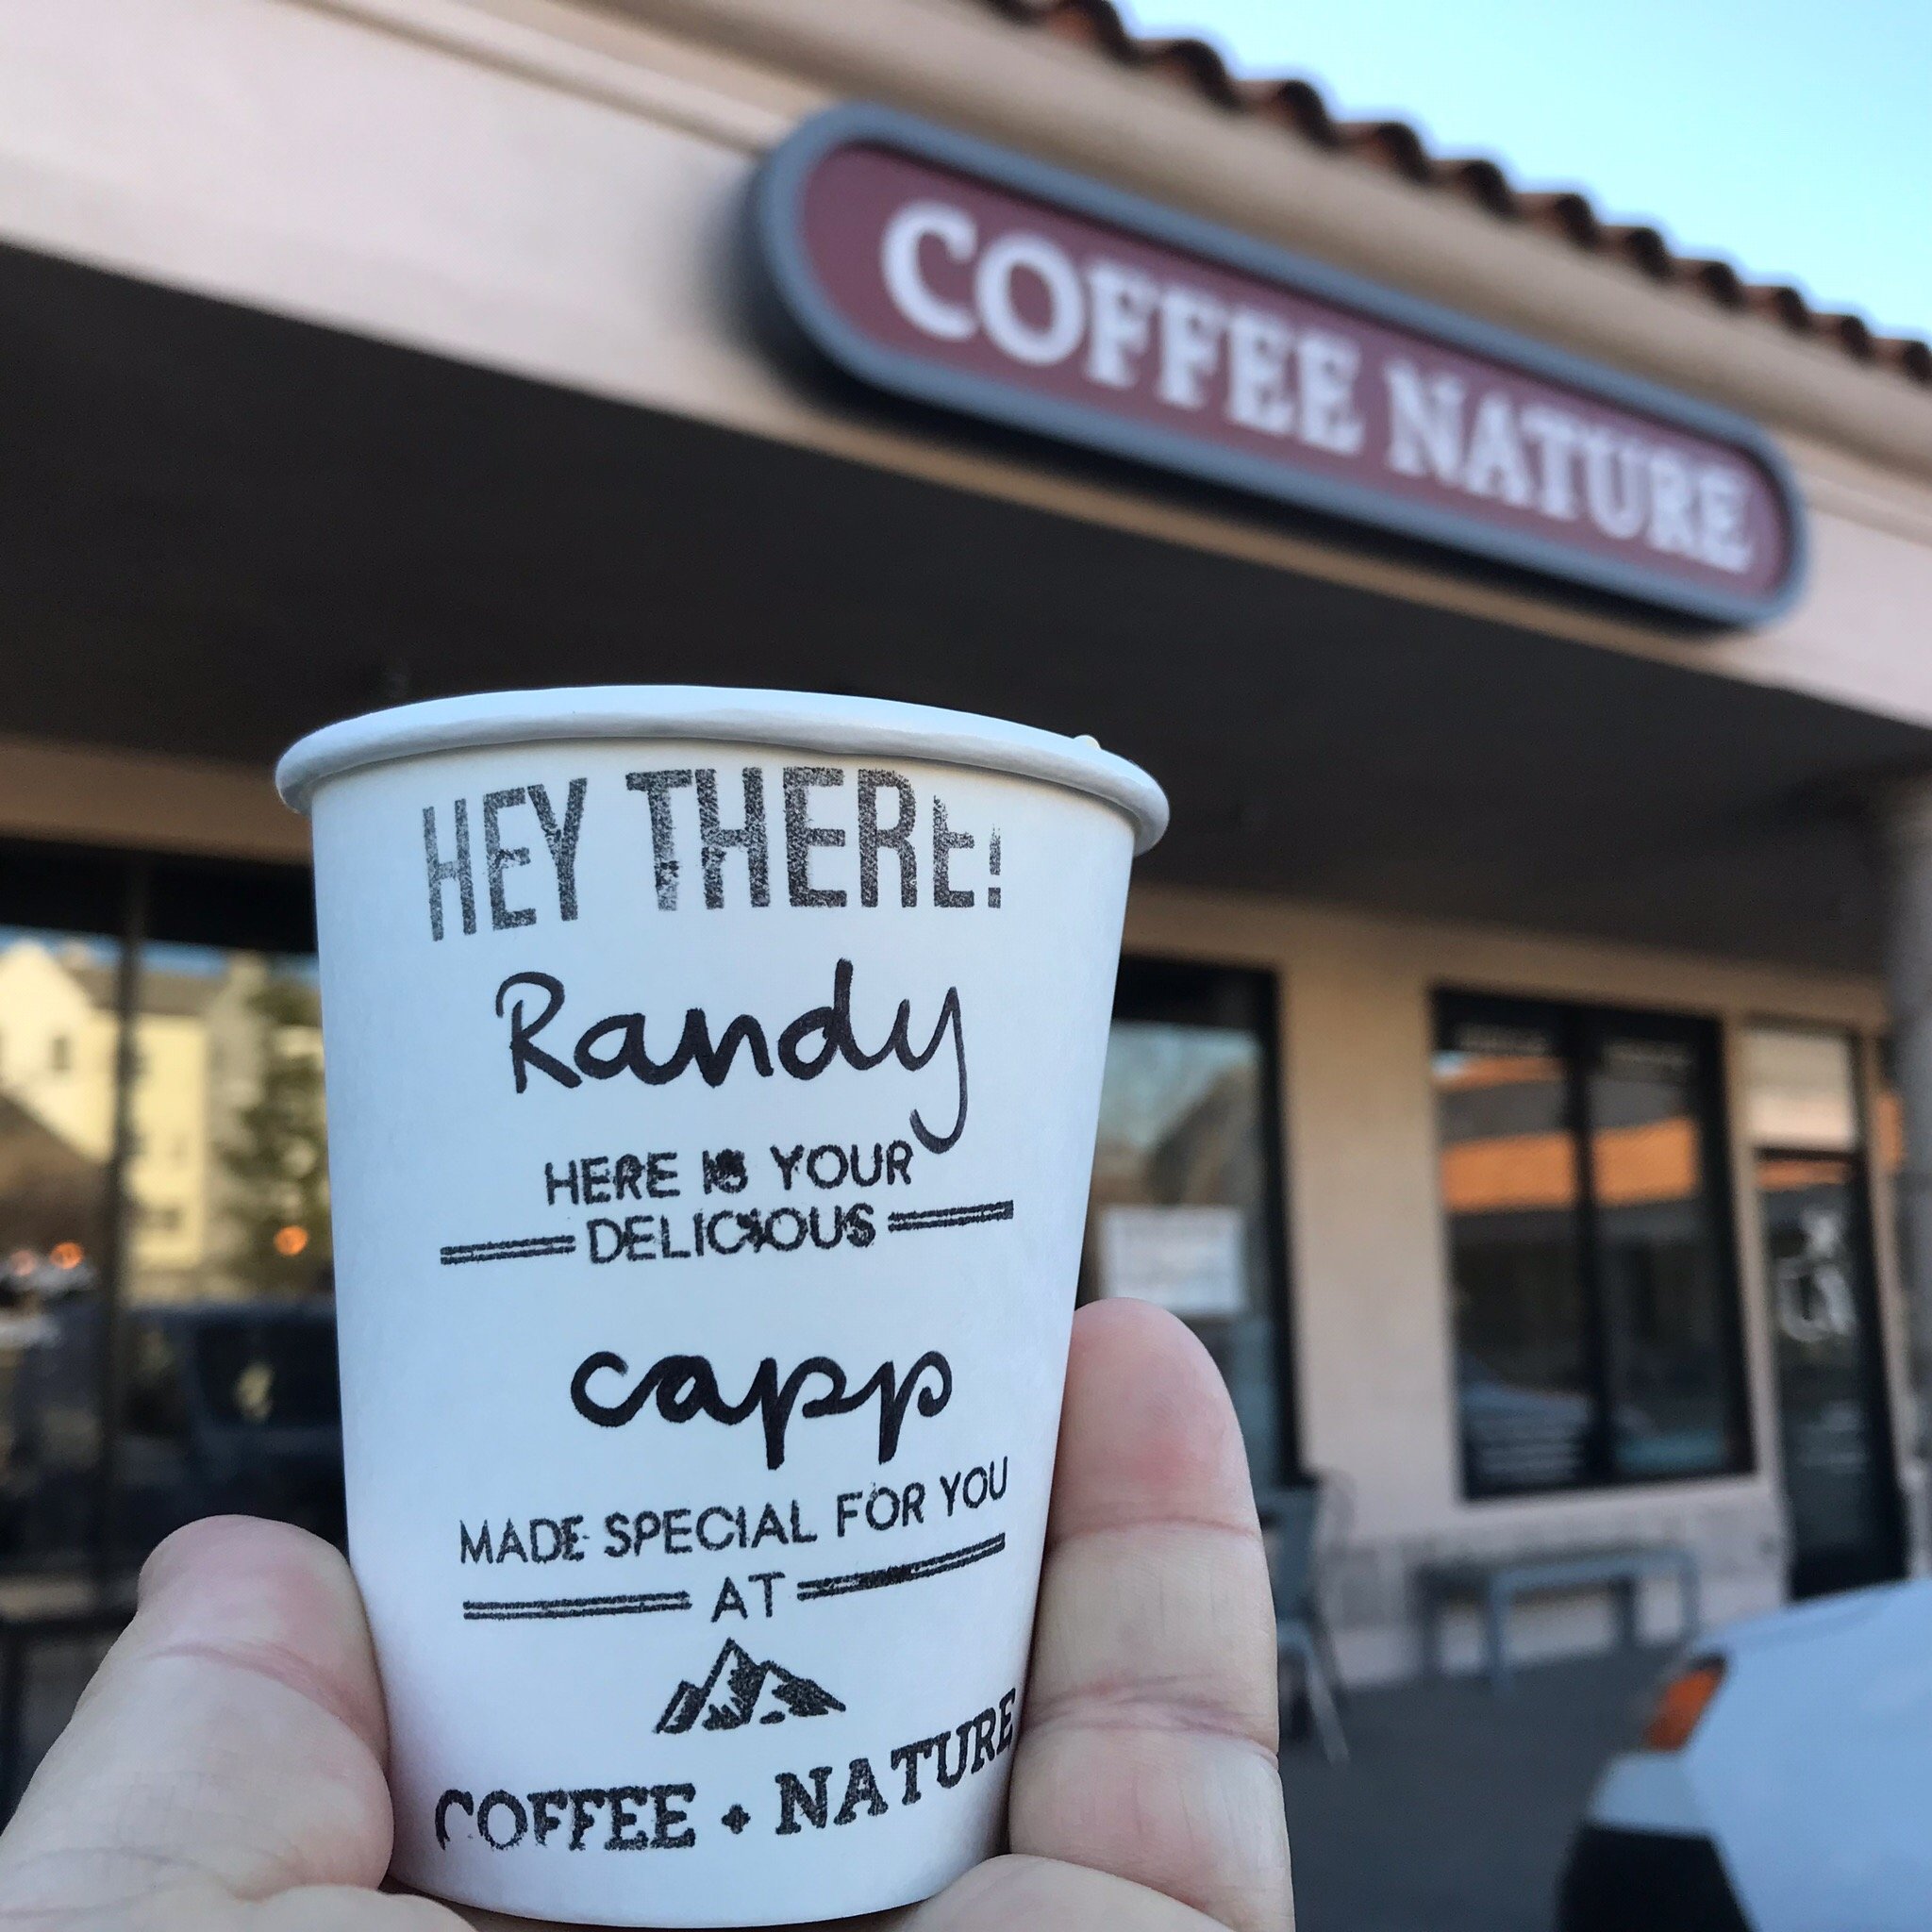 COFFEE NATURE
HEY THERE!
Randy
HERE IS YOUR
DELICIOUS
capp
MADE SPECIAL FOR YOU
AT
COFFEE + NATURE